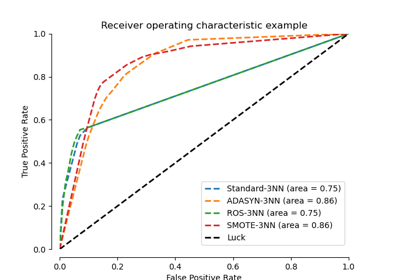 Receiver operating characteristic example
True Positive Rate
1.0
0.8
0.6
0.4
0.2
0.0
Standard-3NN (area = 0.75)
ADASYN-3NN (area = 0.86)
ROS-3NN (area = 0.75)
SMOTE-3NN (area = 0.86)
Luck
0.0 0.2 0.4 0.6 0.8 1.0
False Positive Rate